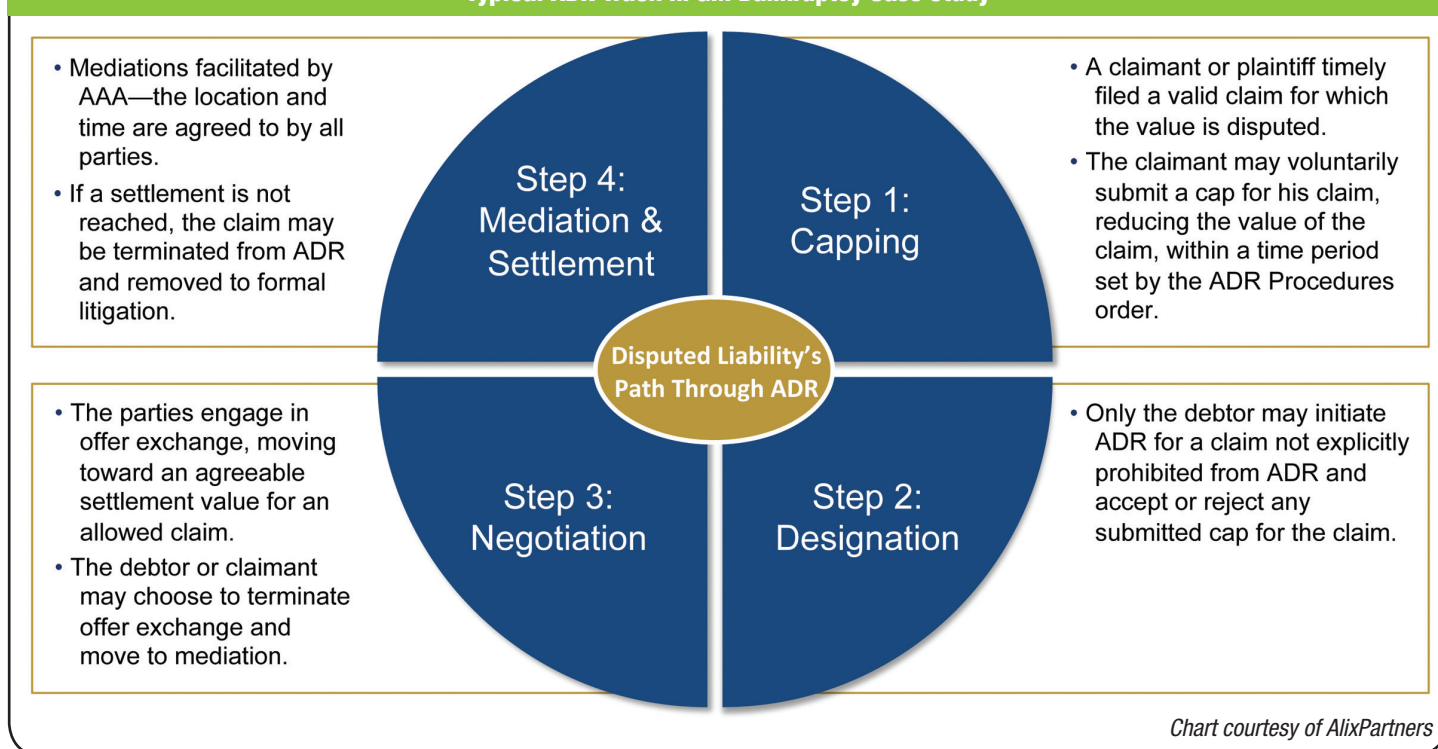 • Mediations facilitated by
AAA—the location and
time are agreed to by all
parties.
• If a settlement is not
reached, the claim may
be terminated from ADR
and removed to formal
litigation.
Step 4:
Mediation &
Settlement
Step 1:
Capping
• A claimant or plaintiff timely
filed a valid claim for which
the value is disputed.
• The claimant may voluntarily
submit a cap for his claim,
reducing the value of the
claim, within a time period
set by the ADR Procedures
order.
Disputed Liability’s
Path Through ADR
• The parties engage in
offer exchange, moving
toward an agreeable
settlement value for an
allowed claim.
• The debtor or claimant
may choose to terminate
offer exchange and
move to mediation.
Step 3:
Negotiation
Step 2:
Designation
• Only the debtor may initiate
ADR for a claim not explicitly
prohibited from ADR and
accept or reject any
submitted cap for the claim.
Chart courtesy of AlixPartners